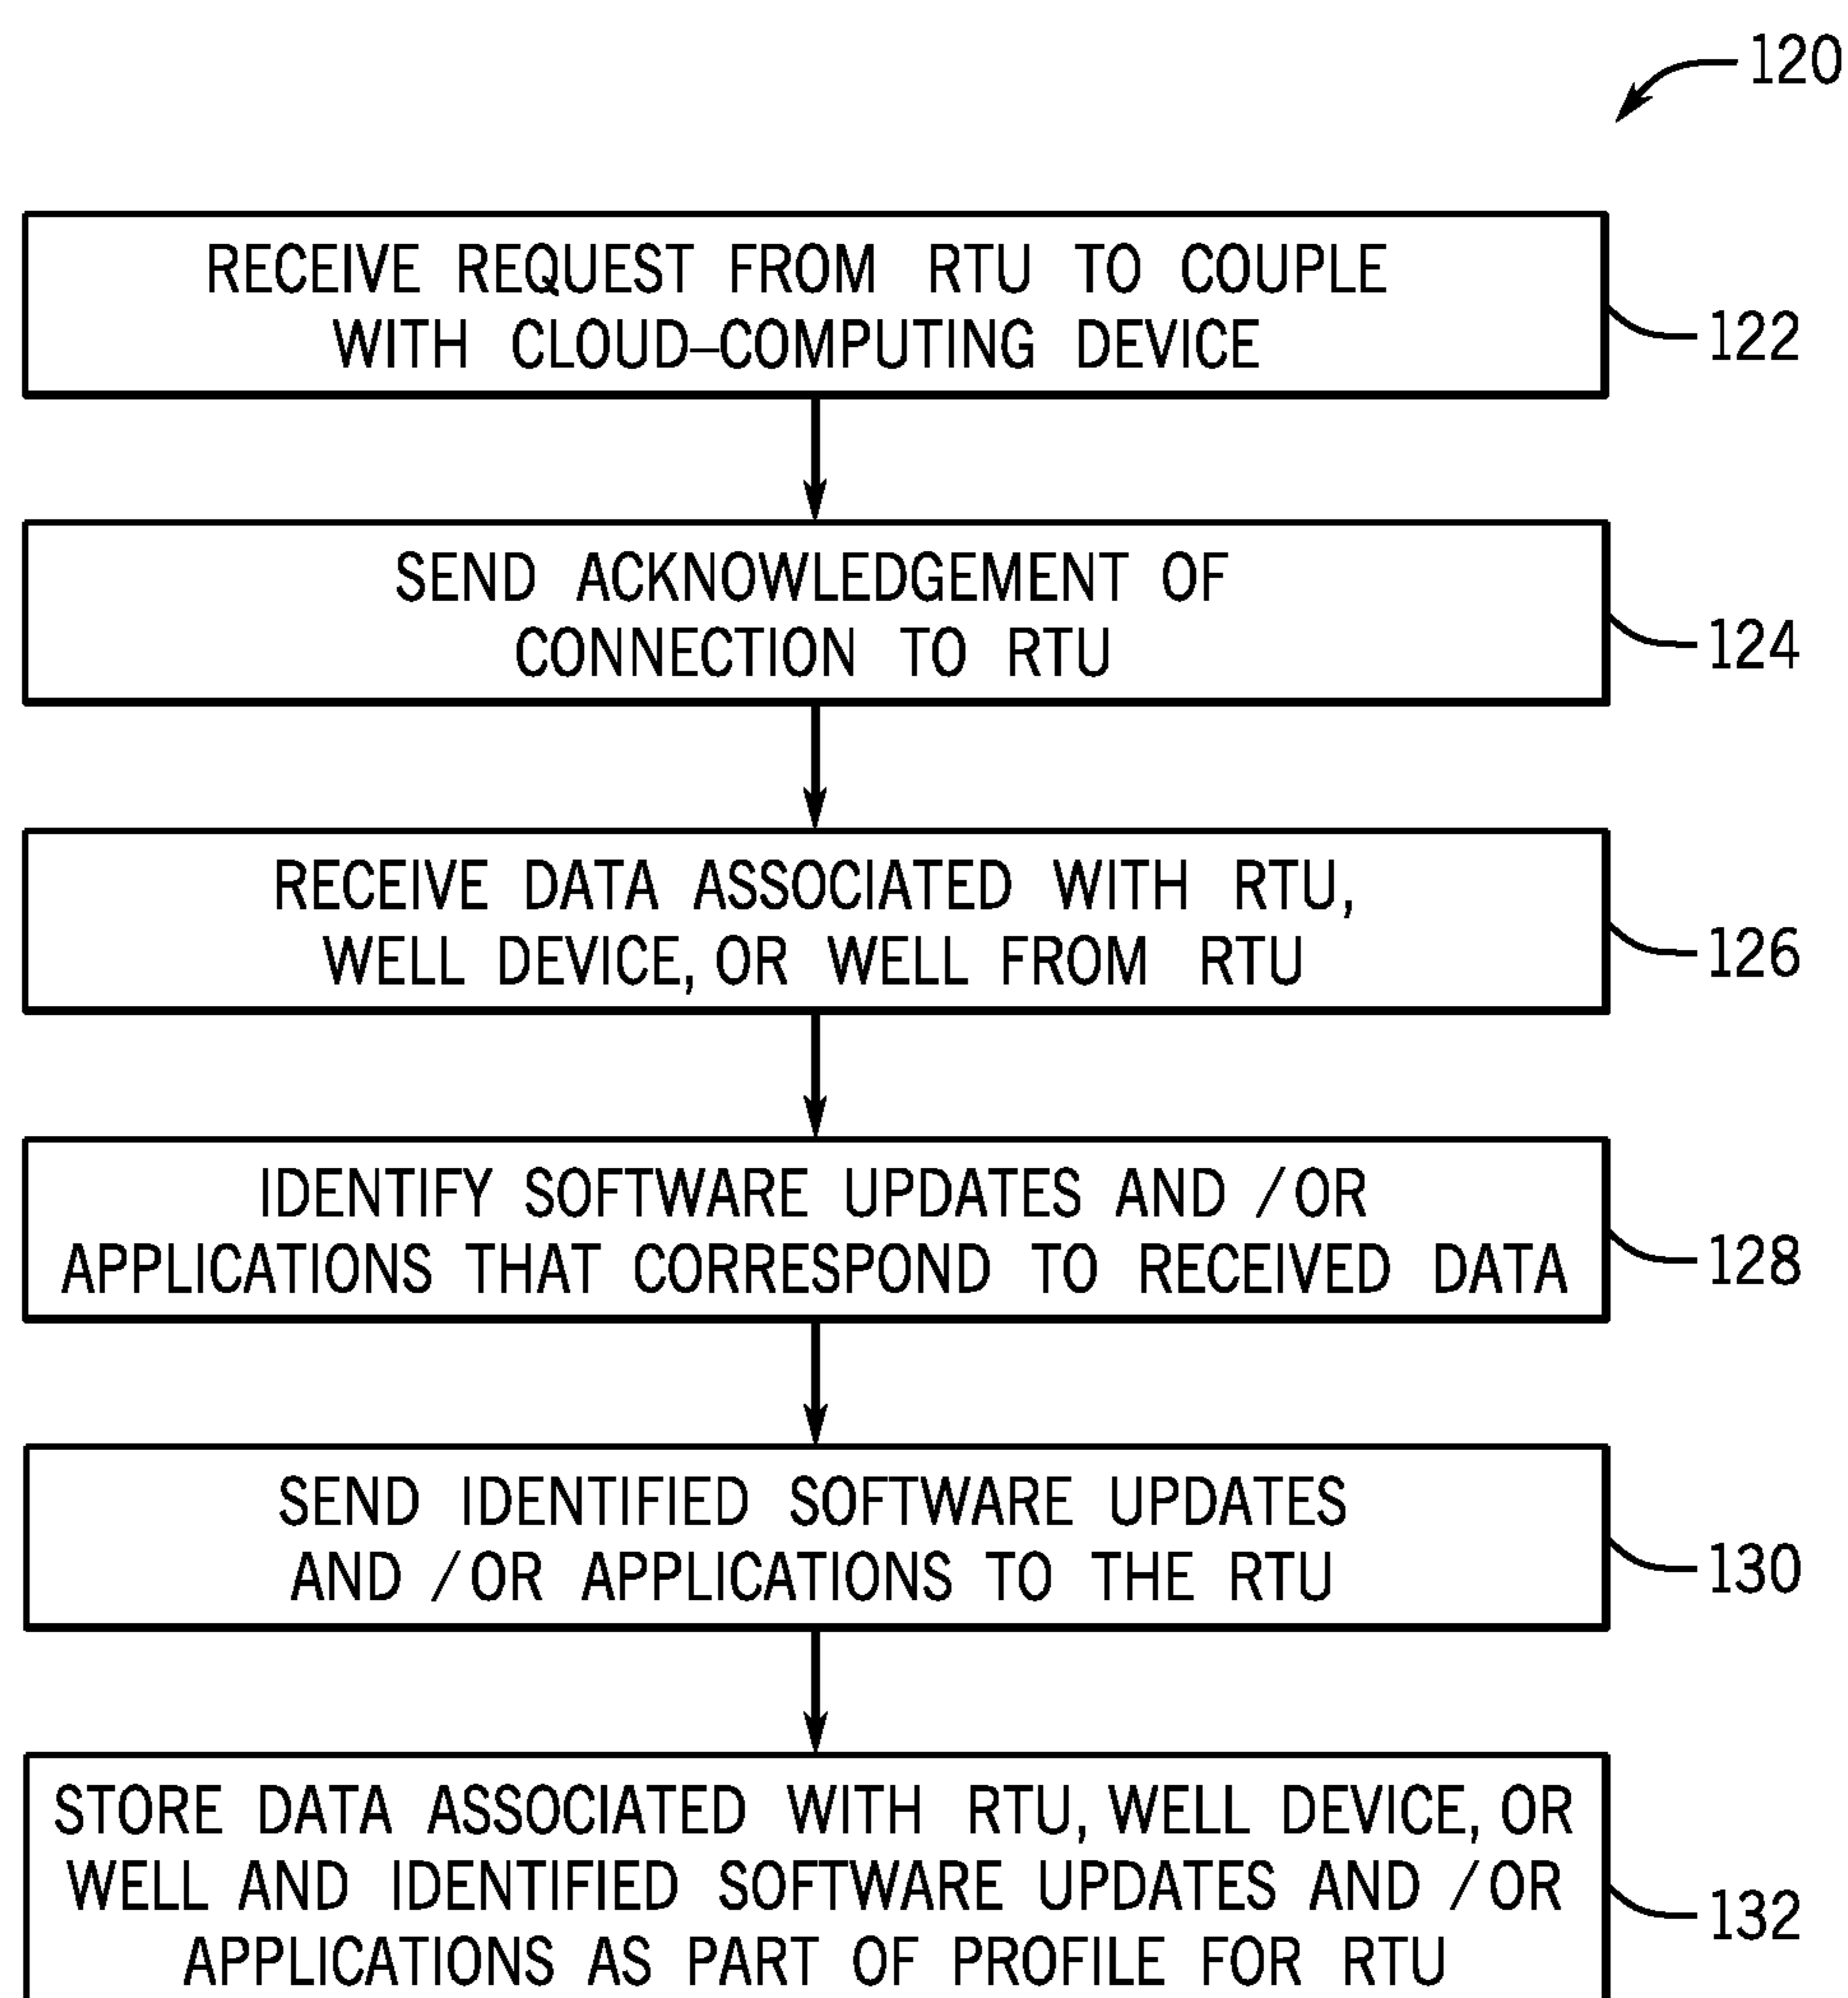 120
RECEIVE REQUEST FROM RTU TO COUPLE
WITH CLOUD-COMPUTING DEVICE
122
SEND ACKNOWLEDGEMENT OF
CONNECTION TO RTU
124
RECEIVE DATA ASSOCIATED WITH RTU,
WELL DEVICE, OR WELL FROM RTU
126
IDENTIFY SOFTWARE UPDATES AND /OR
APPLICATIONS THAT CORRESPOND TO RECEIVED DATA
128
SEND IDENTIFIED SOFTWARE UPDATES
AND /OR APPLICATIONS TO THE RTU
130
STORE DATA ASSOCIATED WITH RTU, WELL DEVICE, OR
WELL AND IDENTIFIED SOFTWARE UPDATES AND /OR
APPLICATIONS AS PART OF PROFILE FOR RTU
132